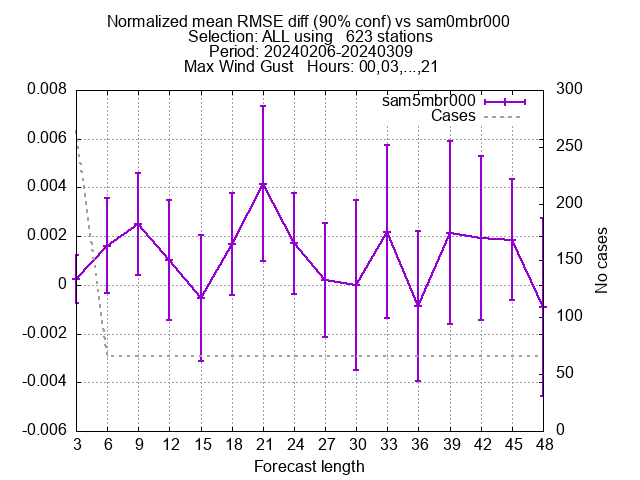 Normalized mean RMSE diff (90% conf) vs sam0mbr000
Selection: ALL using   623 stations
Period: 20240206-20240309
Max Wind Gust   Hours: 00,03,...,21
sam5mbr000
Cases
0.008
0.006
0.004
0.002
0
-0.002
-0.004
-0.006
300
250
200
150
100
50
0
No cases
3 6 9 12 15 18 21 24 27 30 33 36 39 42 45 48
Forecast length